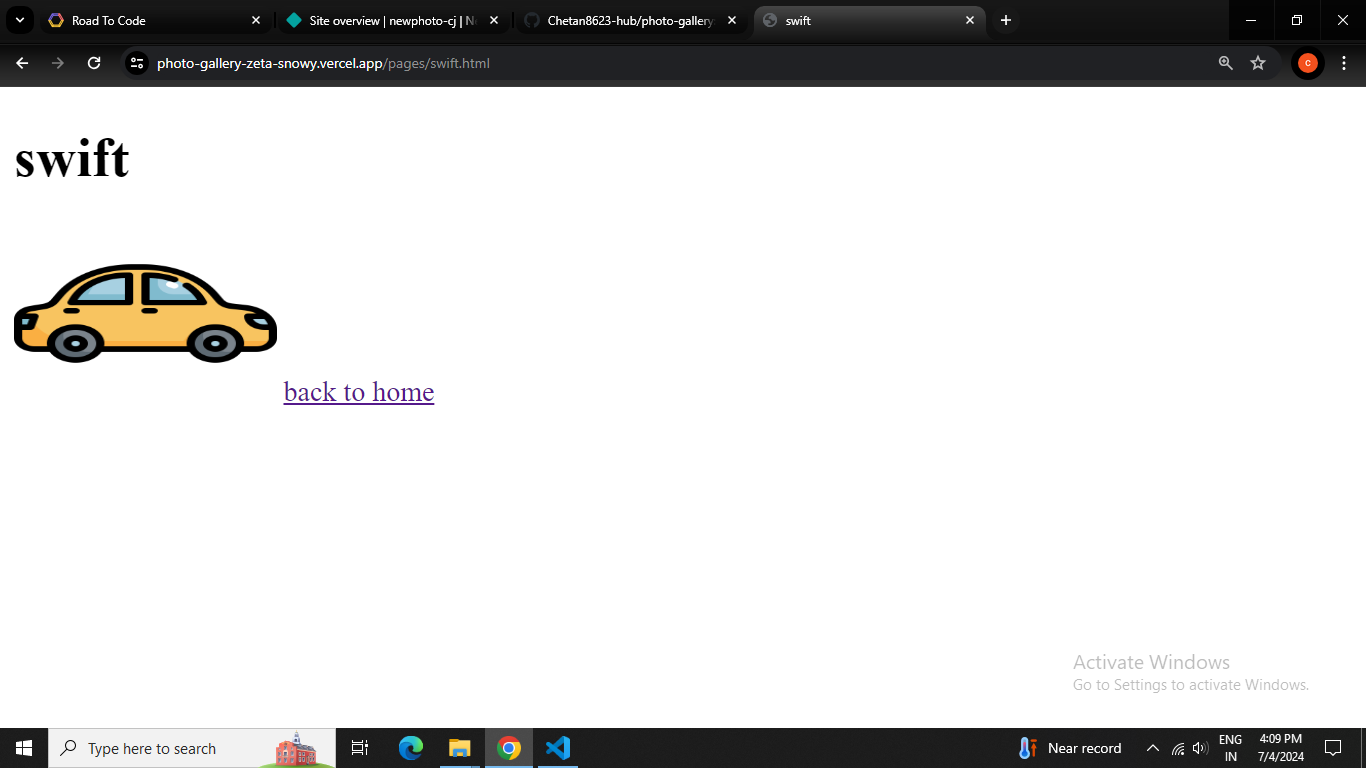 Road To Code
Site overview | newphoto-cj | N
Chetan8623-hub/photo-gallery
swift
photo-gallery-zeta-snowy.vercel.app/pages/swift.html
c
swift
back to home
Activate Windows
Go to Settings to activate Windows.
Type here to search
Near record
ENG
IN
4:09 PM
7/4/2024